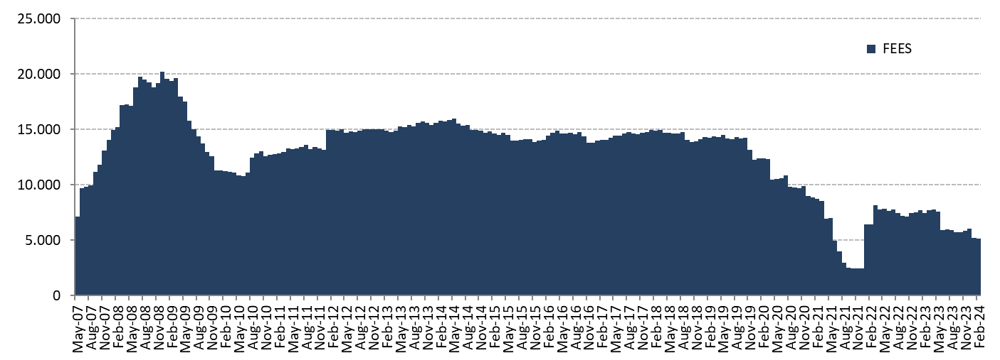 25.000
20.000
15.000
10.000
5.000
0
FEES
May-07
Aug-07
Nov-07
Feb-08
May-08
Aug-08
Nov-08
Feb-09
May-09
Aug-09
Nov-09
Feb-10
May-10
Aug-10
Nov-10
Feb-11
May-11
Aug-11
Nov-11
Feb-12
May-12
Aug-12
Nov-12
Feb-13
May-13
Aug-13
Nov-13
Feb-14
May-14
Aug-14
Nov-14
Feb-15
May-15
Aug-15
Nov-15
Feb-16
May-16
Aug-16
Nov-16
Feb-17
May-17
Aug-17
Nov-17
Feb-18
May-18
Aug-18
Nov-18
Feb-19
May-19
Aug-19
Nov-19
Feb-20
May-20
Aug-20
Nov-20
Feb-21
May-21
Aug-21
Nov-21
Feb-22
May-22
Aug-22
Nov-22
Feb-23
May-23
Aug-23
Nov-23
Feb-24